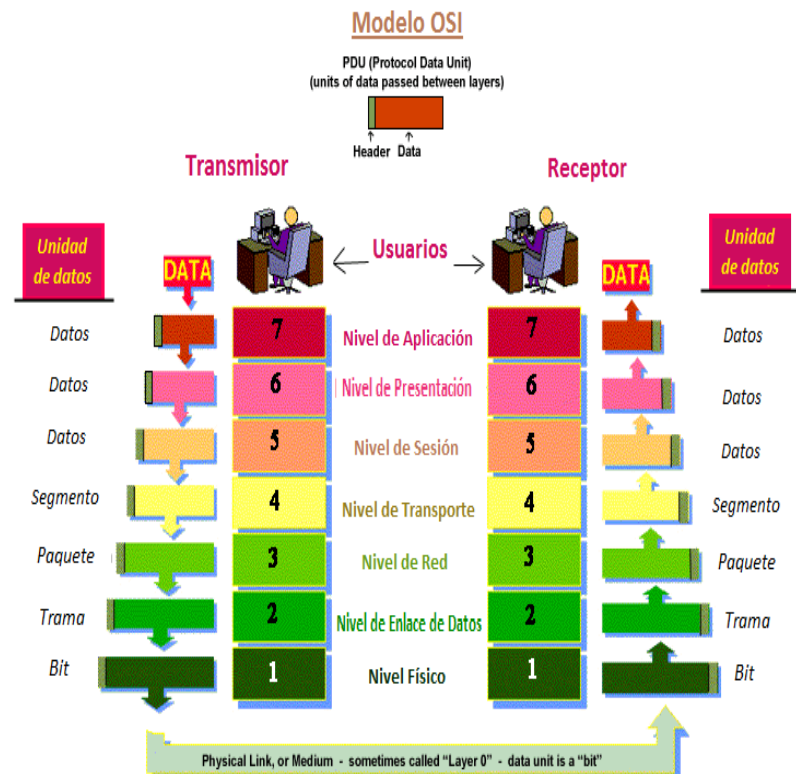 Modelo OSI
PDU (Protocol Data Unit)
(units of data passed between layers)
Header Data
Transmisor
Receptor
Usuarios
Unidad
de datos
DATA
DATA
Unidad
de datos
Datos
7
Nivel de Aplicación
7
Datos
Datos
6
Nivel de Presentación
6
Datos
Datos
5
Nivel de Sesión
5
Datos
Segmento
4
Nivel de Transporte
4
Segmento
Paquete
3
Nivel de Red
3
Paquete
Trama
2
Nivel de Enlace de Datos
2
Trama
Bit
1
Nivel Físico
1
Bit
Physical Link, or Medium - sometimes called "Layer 0" - data unit is a "bit"